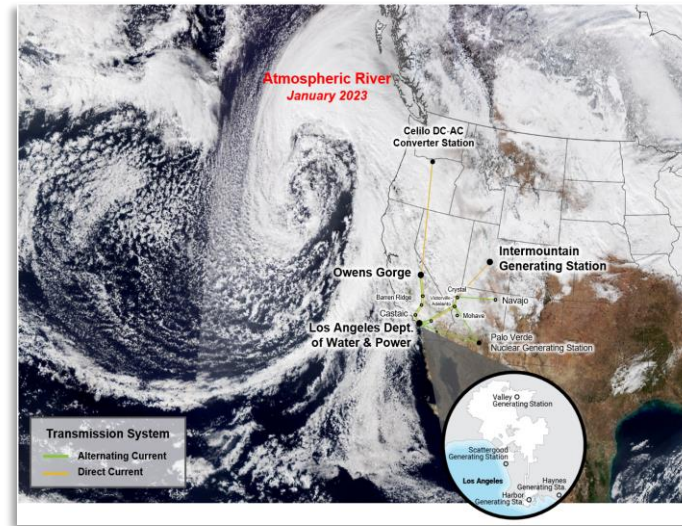 Atmospheric River
January 2023
Celilo DC-AC
Converter Station
Intermountain
Generating Station
Owens Gorge
Crystal
Barren Ridge
Navajo
Castaic
Mohave
Los Angeles Dept.
of Water & Power
Palo Verde
Nuclear Generating Station
Valley
Generating Station
Scattergood
Generating Station
Los Angeles
Haynes
Generating Sta.
Harbor
Generating Sta.
Transmission System
Alternating Current
Direct Current